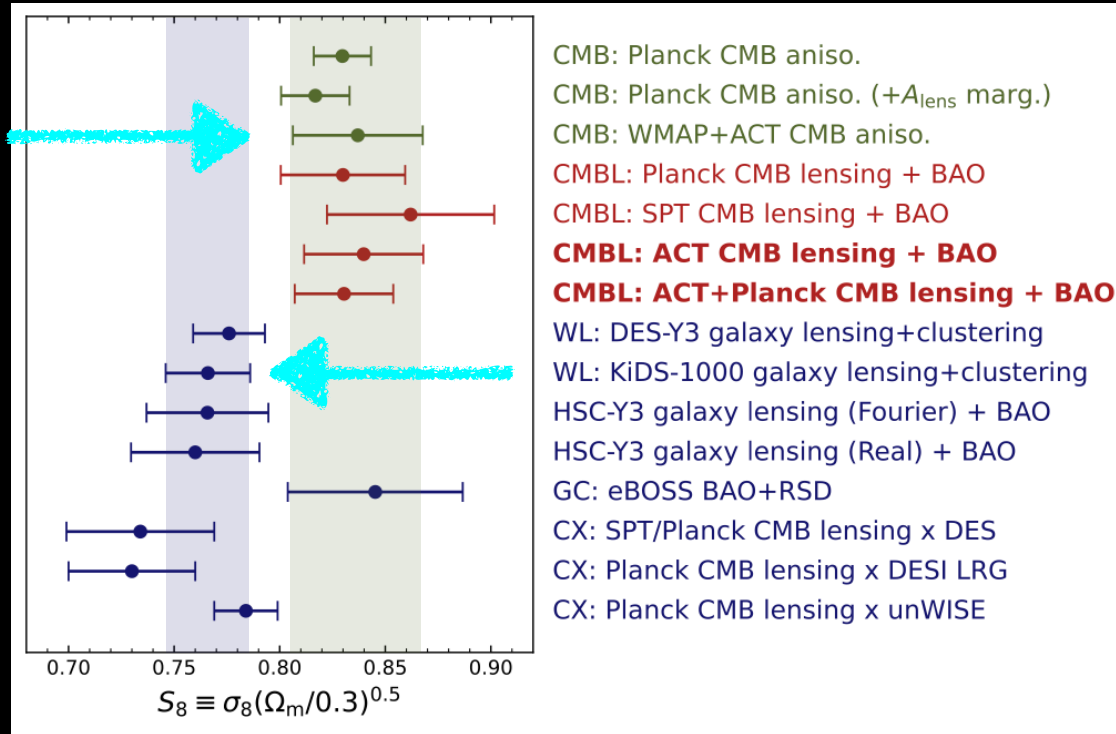 CMB: Planck CMB aniso.
CMB: Planck CMB aniso. (+A_lens marg.)
CMB: WMAP+ACT CMB aniso.
CMBL: Planck CMB lensing + BAO
CMBL: SPT CMB lensing + BAO
CMBL: ACT CMB lensing + BAO
CMBL: ACT+Planck CMB lensing + BAO
WL: DES-Y3 galaxy lensing+clustering
WL: KiDS-1000 galaxy lensing+clustering
HSC-Y3 galaxy lensing (Fourier) + BAO
HSC-Y3 galaxy lensing (Real) + BAO
GC: eBOSS BAO+RSD
CX: SPT/Planck CMB lensing x DES
CX: Planck CMB lensing x DESI LRG
CX: Planck CMB lensing x unWISE
0.70 0.75 0.80 0.85 0.90
S₈ ≡ σ₈(Ωₘ/0.3)⁰·⁵